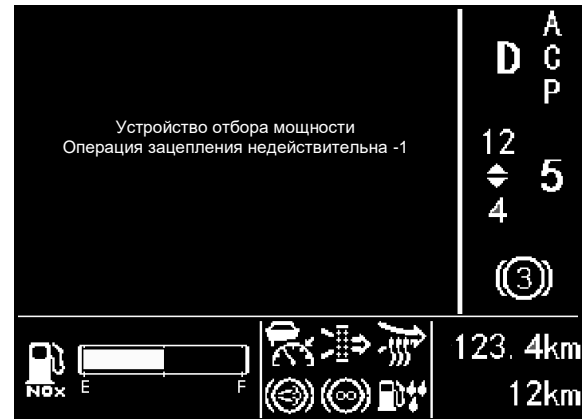 Устройство отбора мощности
Операция зацепления недействительна -1
D
A
C
P
12
5
4
3
NOx
E
F
123.4km
12km